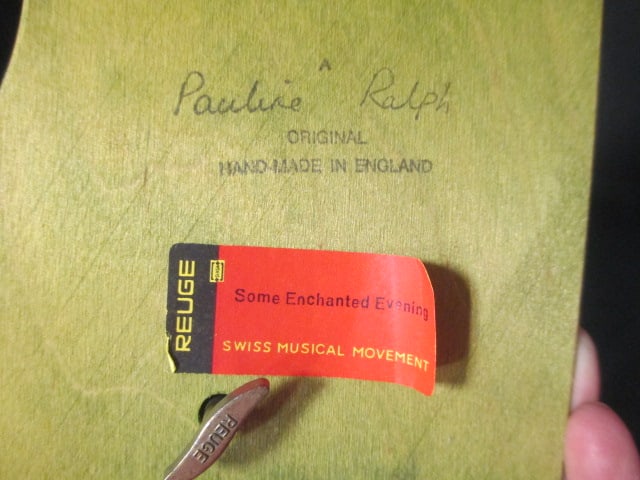 A
Pauline Ralph
ORIGINAL
HAND-MADE IN ENGLAND
REUGE
Some Enchanted Evening
SWISS MUSICAL MOVEMENT
REUGE